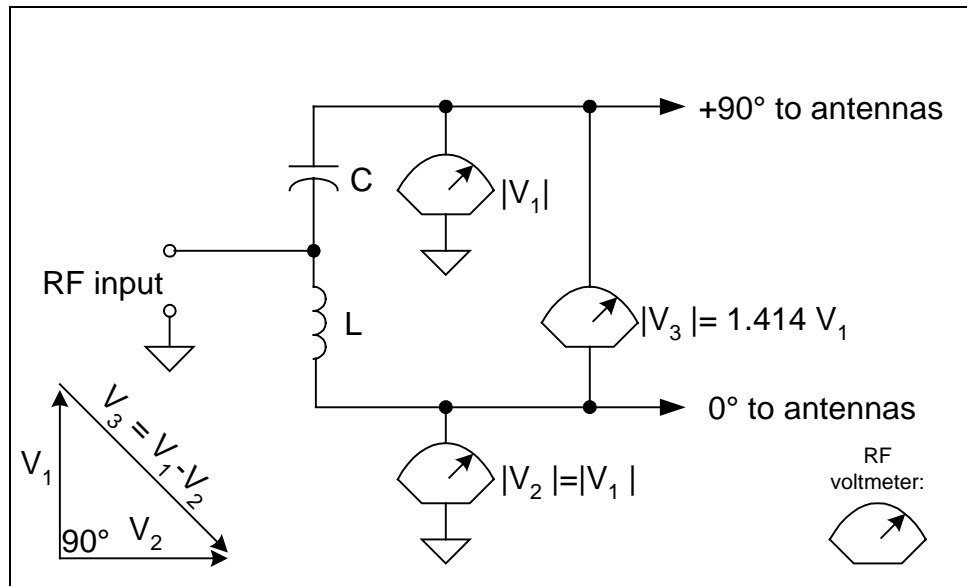 +90° to antennas
C
|V₁|
RF input
L
|V₃ |= 1.414 V₁
0° to antennas
V₃ = V₁-V₂
V₁
|V₂ |=|V₁ |
RF
voltmeter:
90° V₂